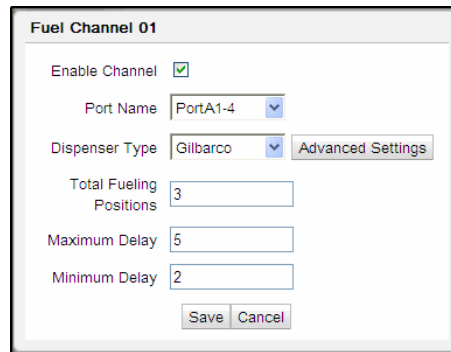 Fuel Channel 01
Enable Channel
Port Name PortA1-4
Dispenser Type Gilbarco Advanced Settings
Total Fueling
Positions 3
Maximum Delay 5
Minimum Delay 2
Save Cancel